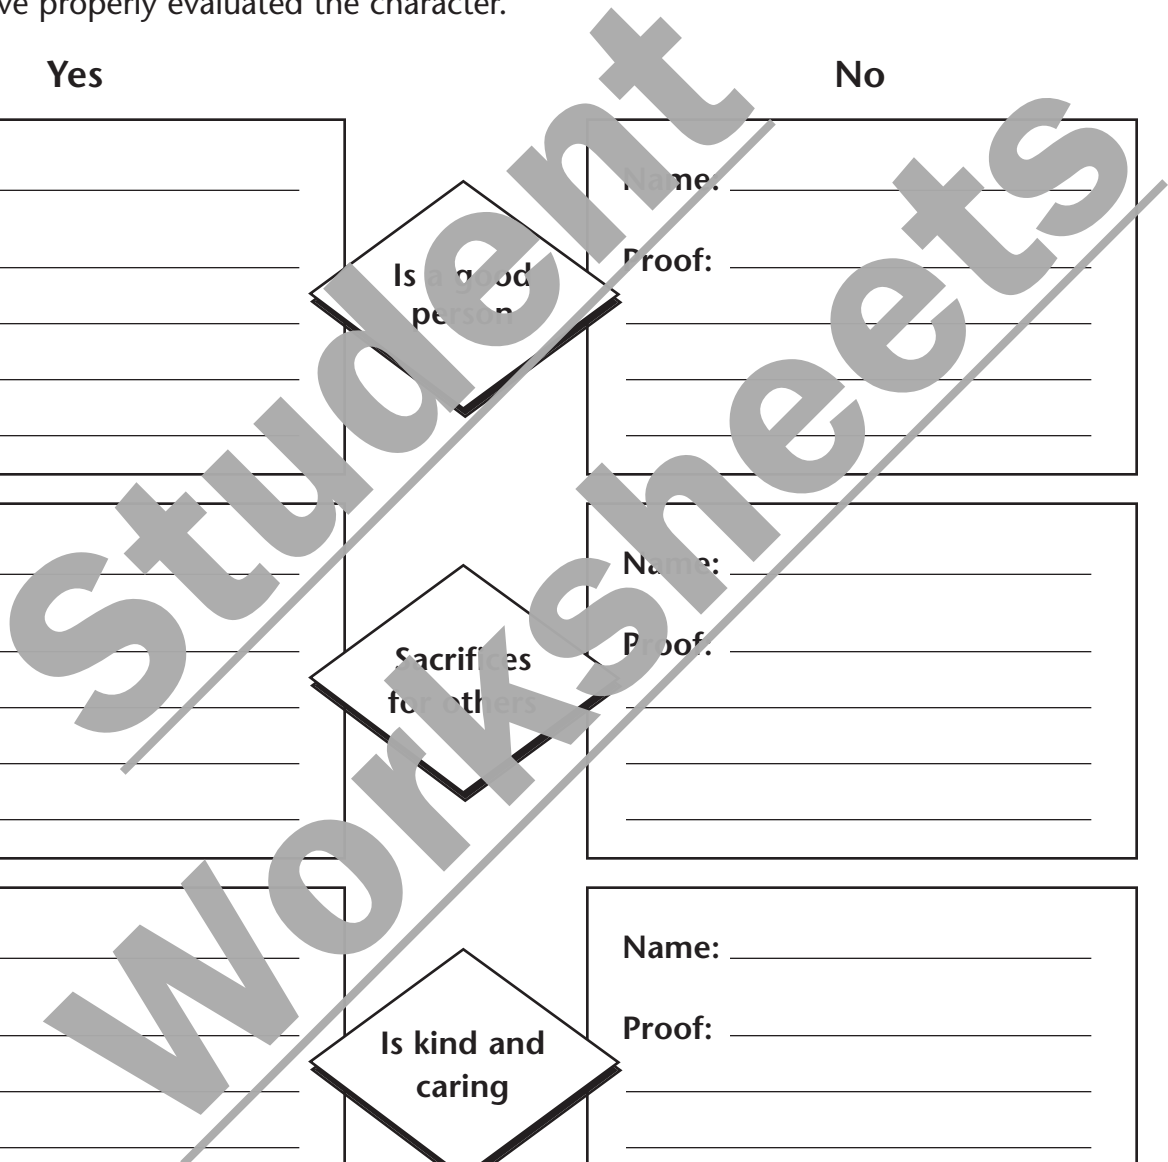 ve properly evaluated the character.
Yes
No
Name:
Proof:
Is a good
person
Name:
Proof:
Sacrifices
for others
Name:
Proof:
Is kind and
caring
Student
Worksheets